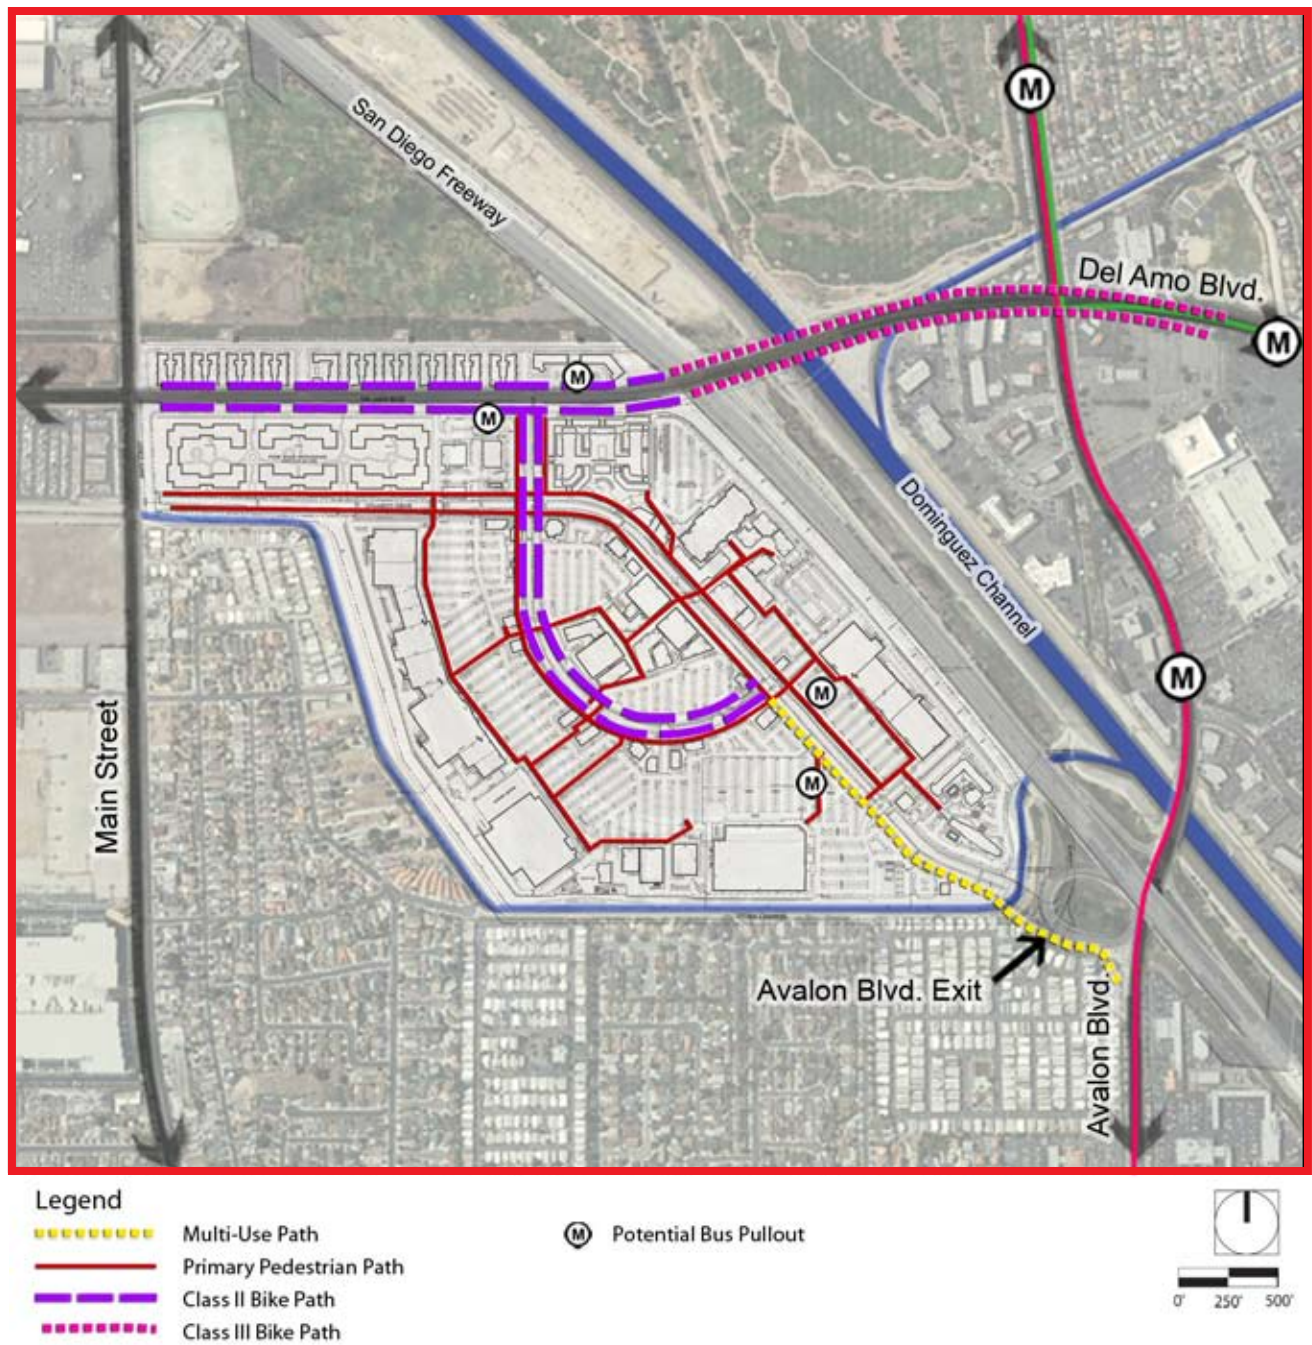 San Diego Freeway
M
Del Amo Blvd.
M
M
M
Dominguez Channel
M
M
Main Street
M
Avalon Blvd. Exit
Avalon Blvd.
Legend
Multi-Use Path
Primary Pedestrian Path
Class II Bike Path
Class III Bike Path
M Potential Bus Pullout
0' 250' 500'